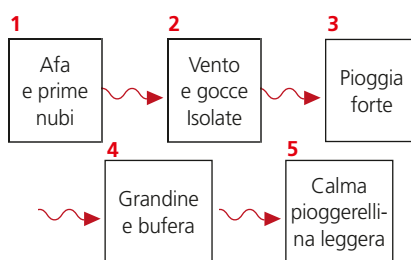 1
Afa
e prime
nubi
2
Vento
e gocce
Isolate
3
Pioggia
forte
4
Grandine
e bufera
5
Calma
pioggerelli-
na leggera